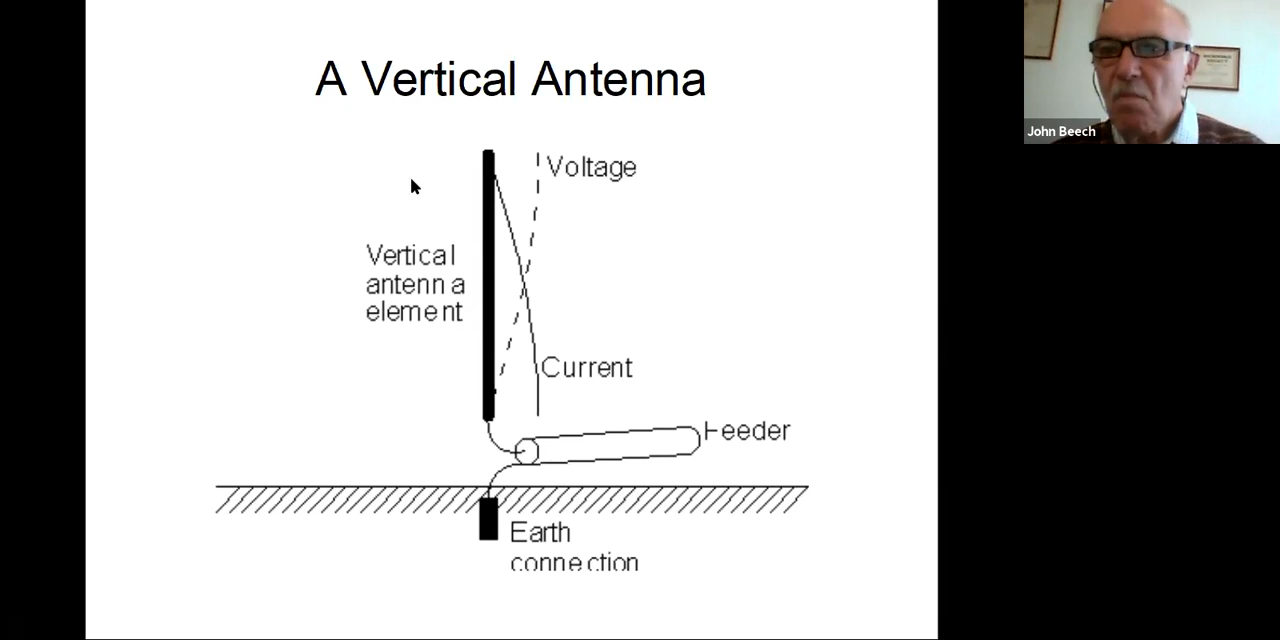 A Vertical Antenna
Voltage
Vertical
antenna
element
Current
Feeder
Earth
connection
John Beech